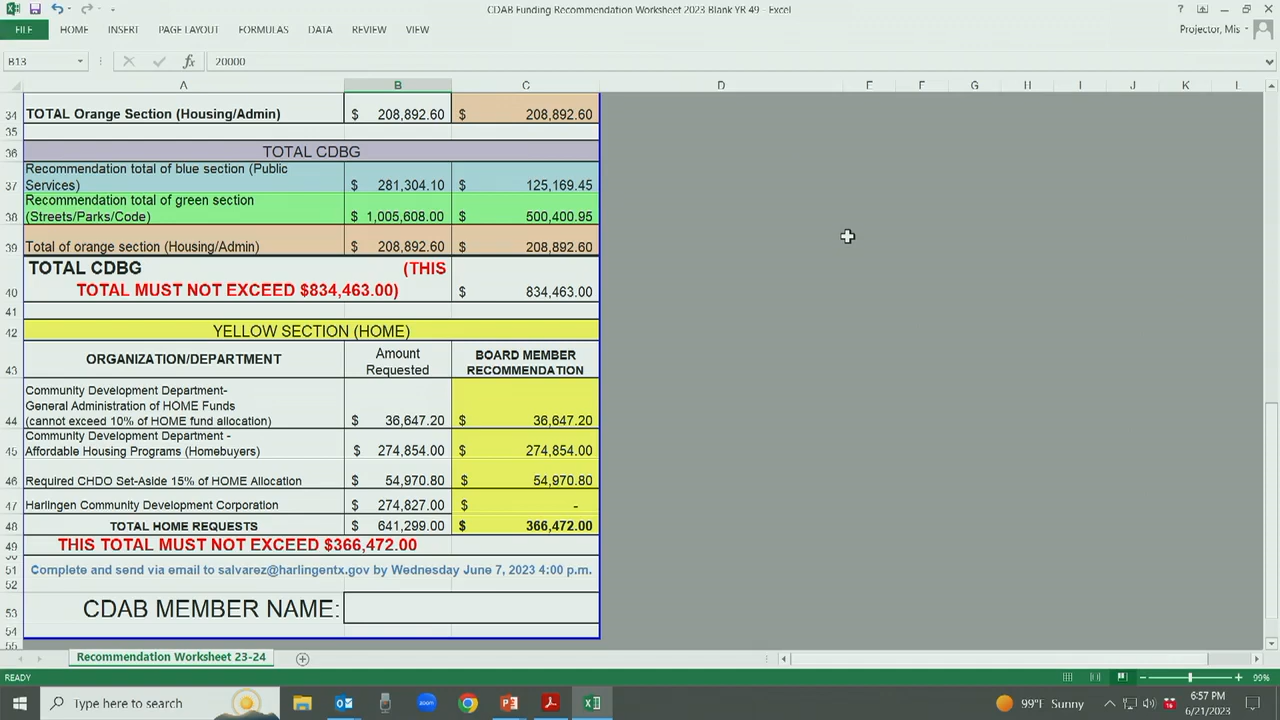 CDAB Funding Recommendation Worksheet 2023 Blank YR 49 - Excel
FILE HOME INSERT PAGE LAYOUT FORMULAS DATA REVIEW VIEW Projector, Mis
B13 fx 20000
A B C D E F G H I J K L
34 TOTAL Orange Section (Housing/Admin) $ 208,892.60 $ 208,892.60
35
36 TOTAL CDBG
Recommendation total of blue section (Public
37 Services) $ 281,304.10 $ 125,169.45
Recommendation total of green section
38 (Streets/Parks/Code) $ 1,005,608.00 $ 500,400.95
39 Total of orange section (Housing/Admin) $ 208,892.60 $ 208,892.60
TOTAL CDBG (THIS
40 TOTAL MUST NOT EXCEED $834,463.00) $ 834,463.00
41
42 YELLOW SECTION (HOME)
ORGANIZATION/DEPARTMENT Amount BOARD MEMBER
43 Requested RECOMMENDATION
Community Development Department-
General Administration of HOME Funds
44 (cannot exceed 10% of HOME fund allocation) $ 36,647.20 $ 36,647.20
Community Development Department -
45 Affordable Housing Programs (Homebuyers) $ 274,854.00 $ 274,854.00
46 Required CHDO Set-Aside 15% of HOME Allocation $ 54,970.80 $ 54,970.80
47 Harlingen Community Development Corporation $ 274,827.00 $ -
48 TOTAL HOME REQUESTS $ 641,299.00 $ 366,472.00
49 THIS TOTAL MUST NOT EXCEED $366,472.00
50
51 Complete and send via email to salvarez@harlingentx.gov by Wednesday June 7, 2023 4:00 p.m.
52
53 CDAB MEMBER NAME:
54
55
Recommendation Worksheet 23-24
READY 99%
Type here to search zoom 99°F Sunny 6:57 PM
6/21/2023